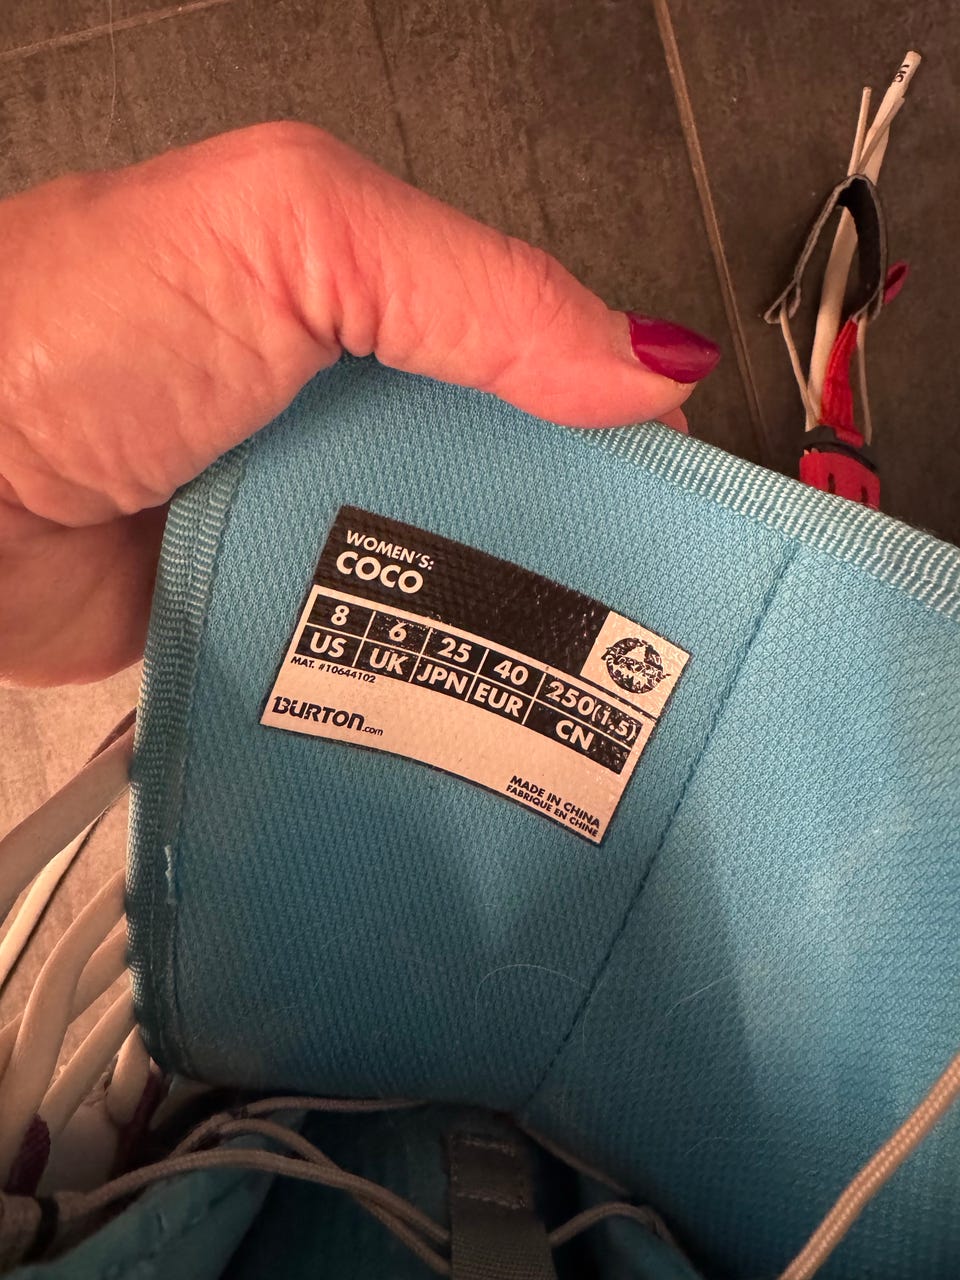 WOMEN'S:
COCO
8 6 25 40 250(1.5)
US UK JPN EUR CN
MAT. #10644102
BURTON.com
MADE IN CHINA
FABRIQUE EN CHINE